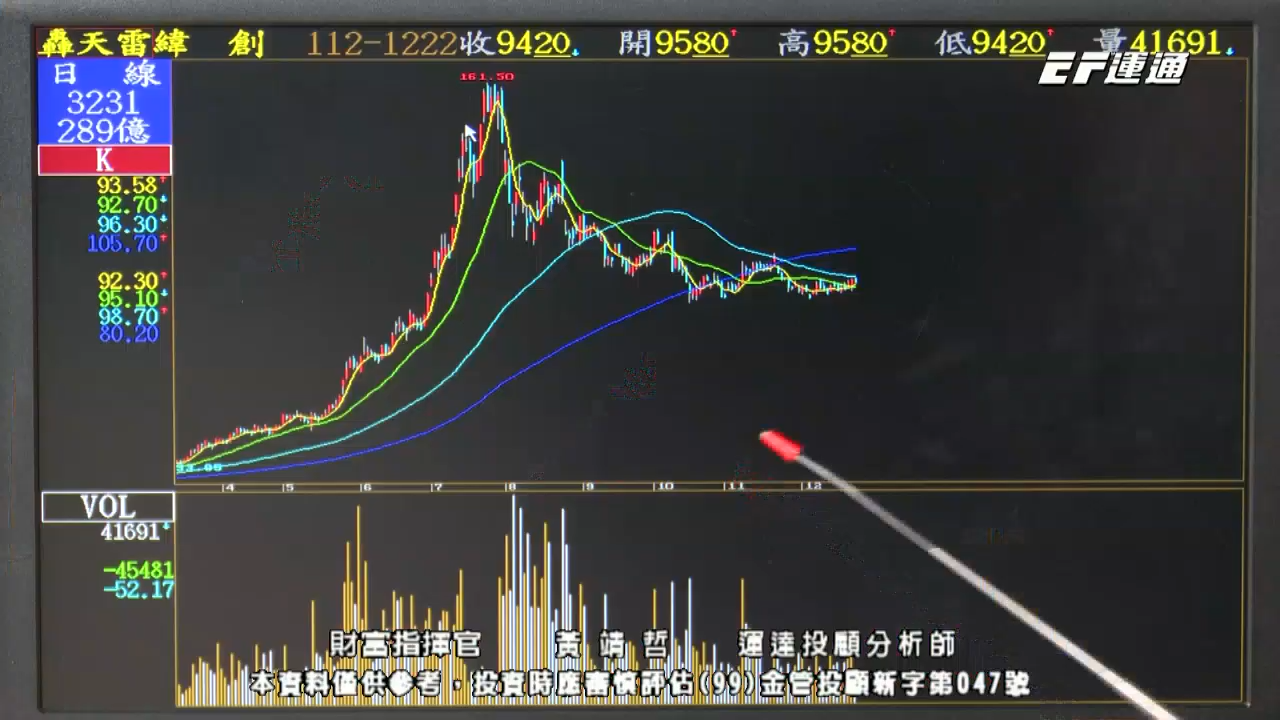 轟天雷緯 創 112-1222收9420 開9580 高9580 低9420 量41691
EF運通
日 線
3231
289億
K
93.58
92.70
96.30
105.70
92.30
95.10
98.70
80.20
161.50
4 5 6 7 8 9 10 11 12
VOL
41691
-45481
-52.17
財富指揮官 黃靖哲 運達投顧分析師
本資料僅供參考，投資時應審慎評估(99)金管投顧新字第047號